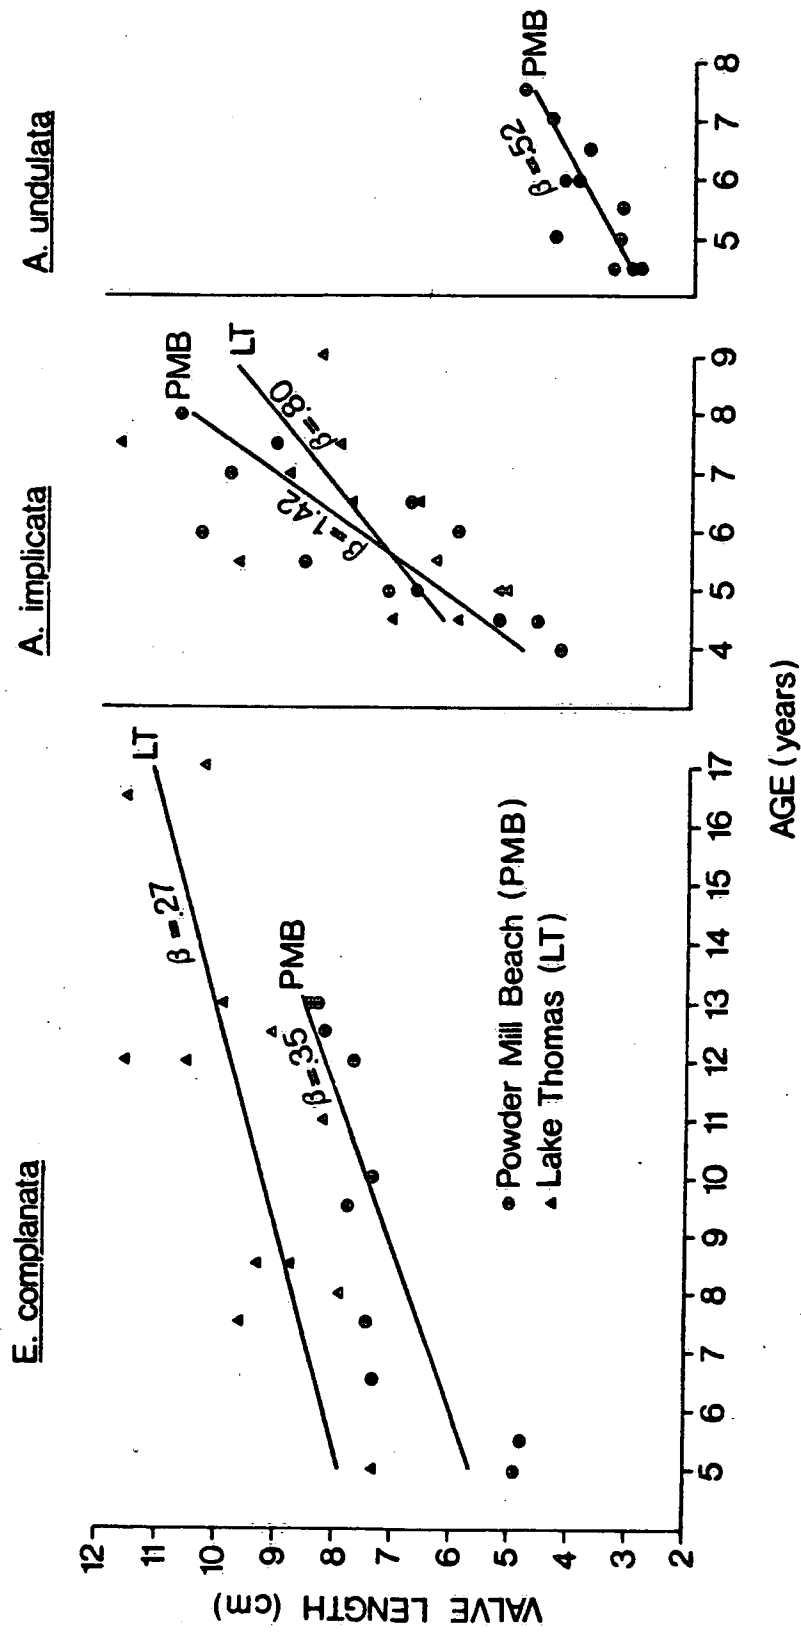 E. complanata
A. implicata
A. undulata
VALVE LENGTH (cm)
12
11
10
9
8
7
6
5
4
3
2
β=.27
LT
β=.35
PMB
Powder Mill Beach (PMB)
Lake Thomas (LT)
5 6 7 8 9 10 11 12 13 14 15 16 17
β=1.42
PMB
β=.80
LT
4 5 6 7 8 9
β=.52
PMB
5 6 7 8
AGE (years)